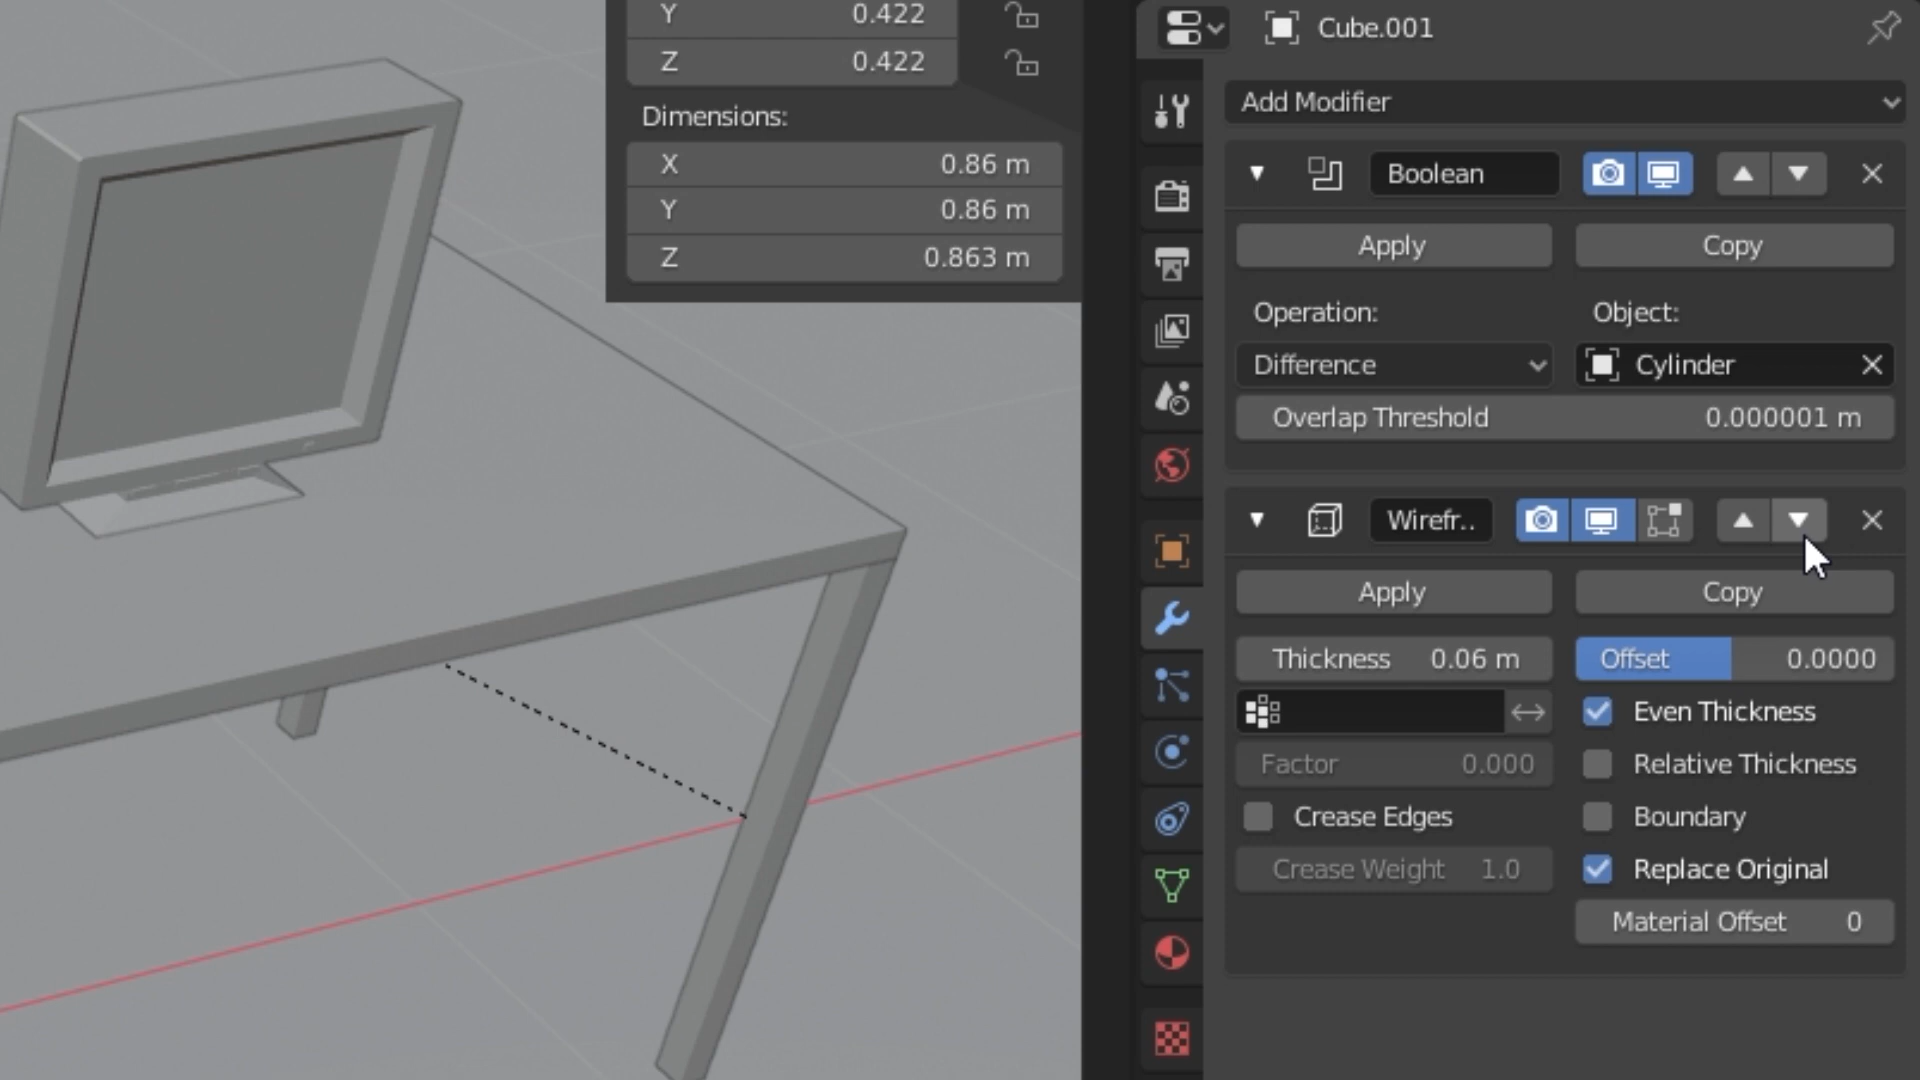 Y 0.422
Z 0.422
Dimensions:
X 0.86 m
Y 0.86 m
Z 0.863 m
Cube.001
Add Modifier
Boolean
Apply Copy
Operation: Object:
Difference Cylinder
Overlap Threshold 0.000001 m
Wirefr..
Apply Copy
Thickness 0.06 m Offset 0.0000
Even Thickness
Factor 0.000 Relative Thickness
Crease Edges Boundary
Crease Weight 1.0 Replace Original
Material Offset 0